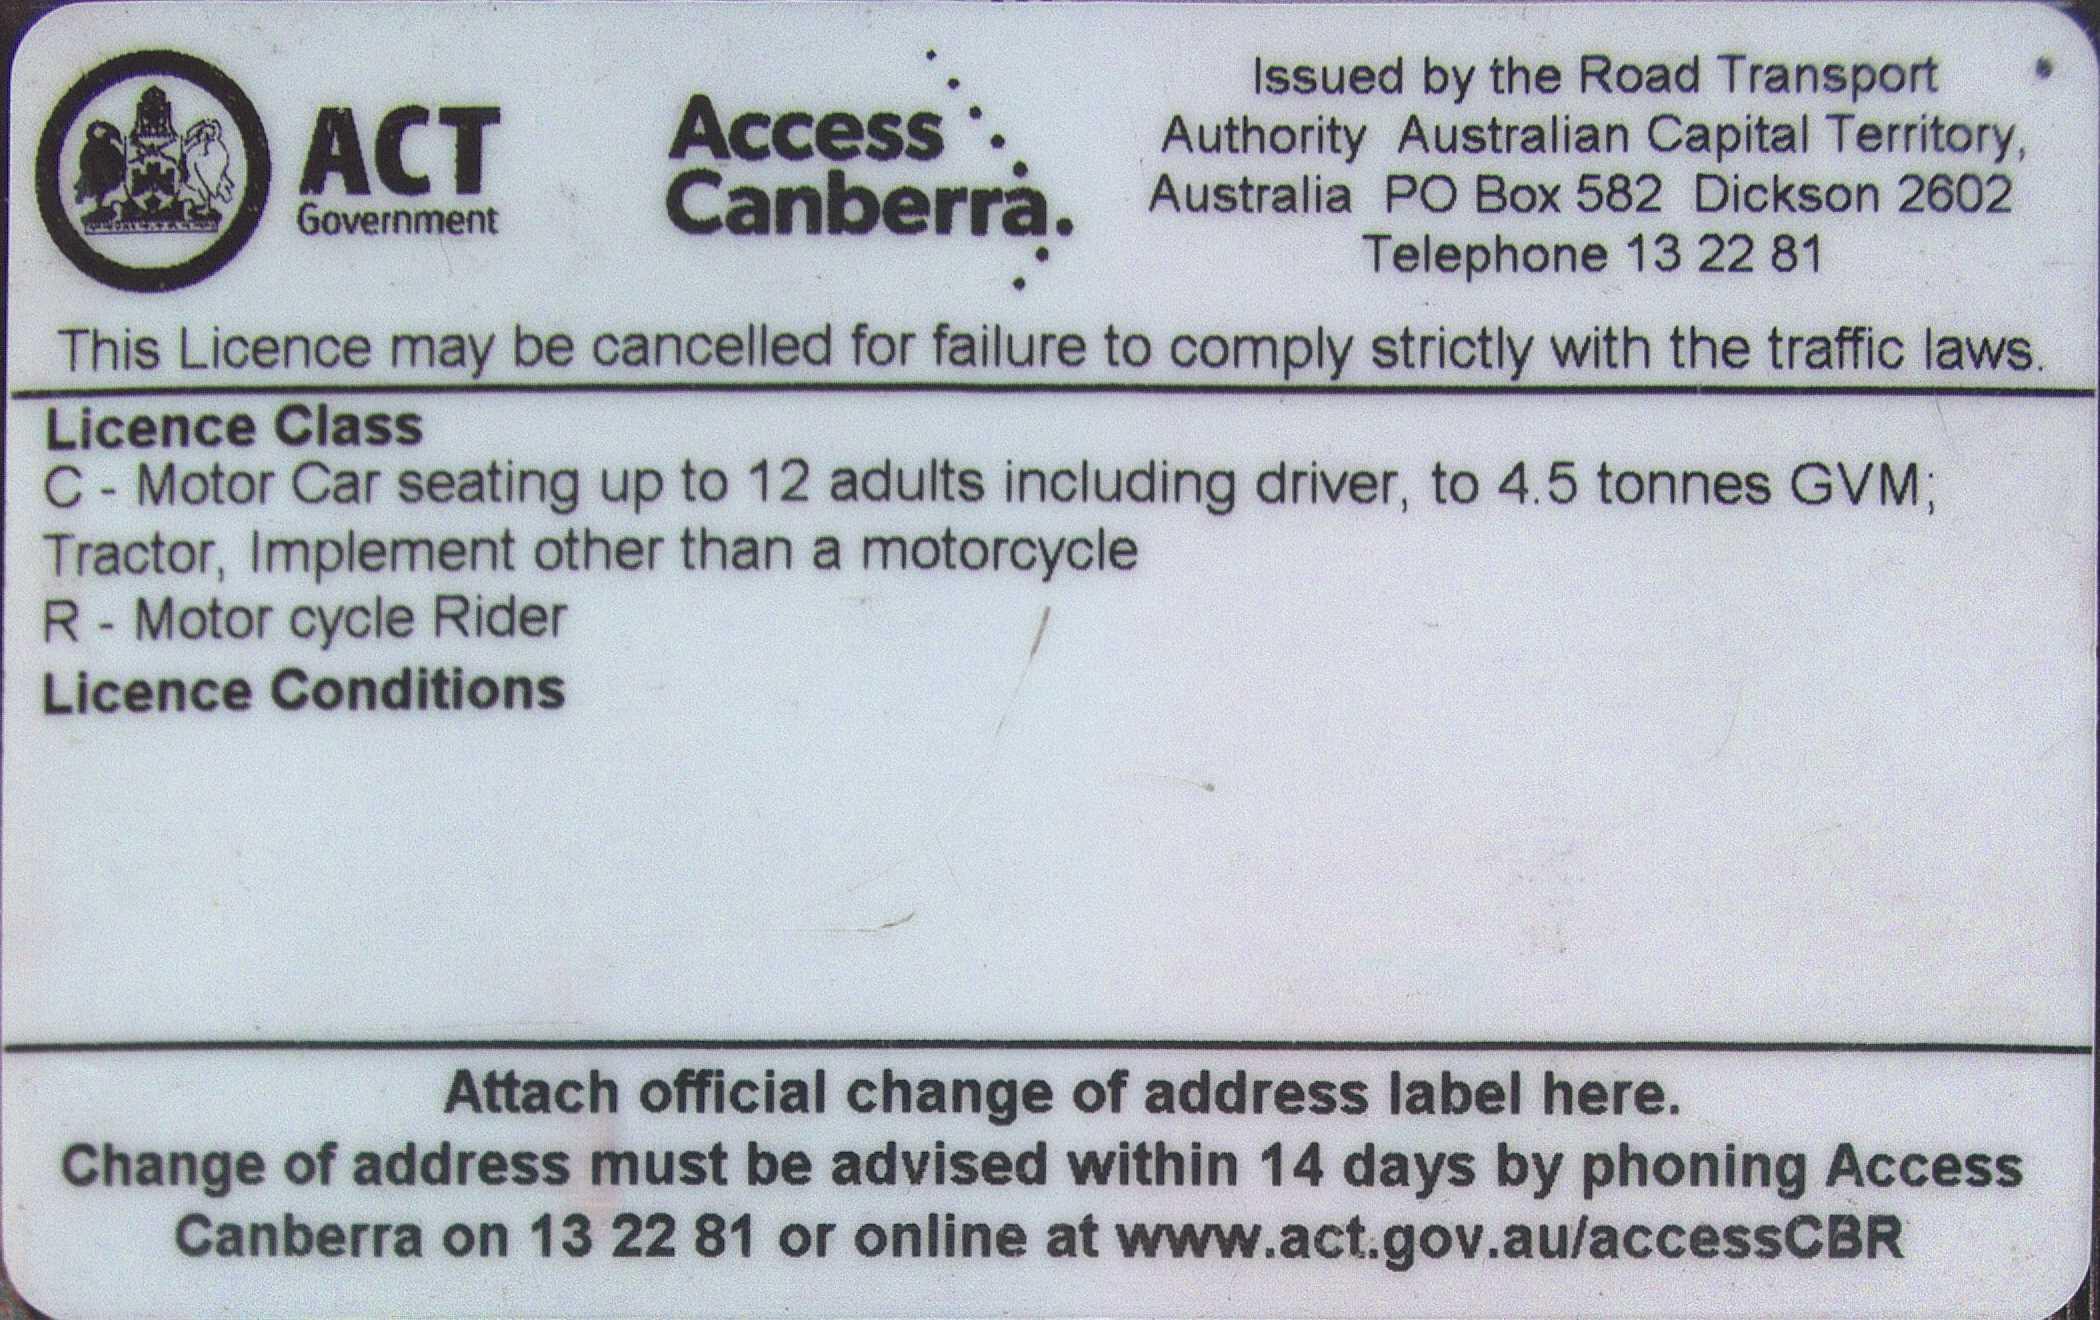 ACT
Government
Access
Canberra.
Issued by the Road Transport
Authority Australian Capital Territory,
Australia PO Box 582 Dickson 2602
Telephone 13 22 81
This Licence may be cancelled for failure to comply strictly with the traffic laws.
Licence Class
C - Motor Car seating up to 12 adults including driver, to 4.5 tonnes GVM;
Tractor, Implement other than a motorcycle
R - Motor cycle Rider
Licence Conditions
Attach official change of address label here.
Change of address must be advised within 14 days by phoning Access
Canberra on 13 22 81 or online at www.act.gov.au/accessCBR